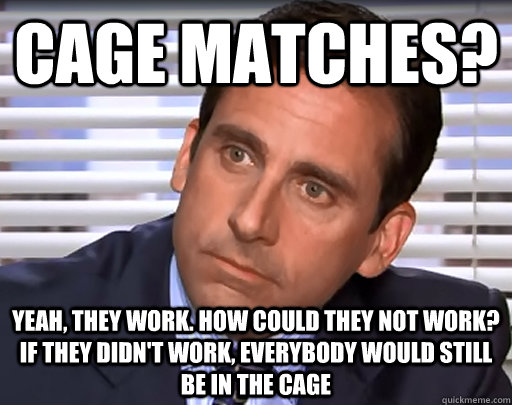 CAGE MATCHES?
YEAH, THEY WORK. HOW COULD THEY NOT WORK?
IF THEY DIDN'T WORK, EVERYBODY WOULD STILL
BE IN THE CAGE
quickmeme.com